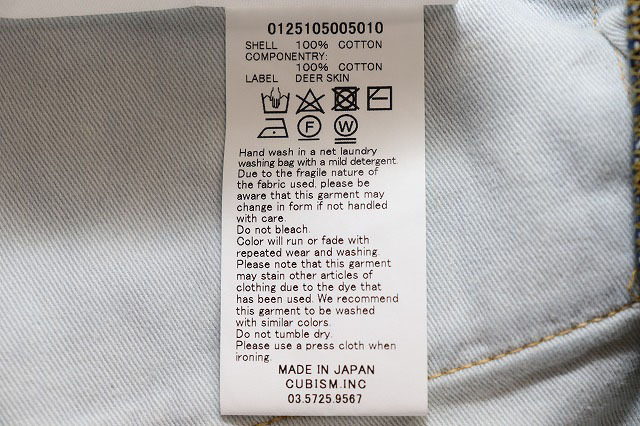 0125105005010
SHELL 100% COTTON
COMPONENTRY:
100% COTTON
LABEL DEER SKIN
F W
Hand wash in a net laundry
washing bag with a mild detergent.
Due to the fragile nature of
the fabric used, please be
aware that this garment may
change in form if not handled
with care.
Do not bleach.
Color will run or fade with
repeated wear and washing.
Please note that this garment
may stain other articles of
clothing due to the dye that
has been used. We recommend
this garment to be washed
with similar colors.
Do not tumble dry.
Please use a press cloth when
ironing.
MADE IN JAPAN
CUBISM.INC
03.5725.9567